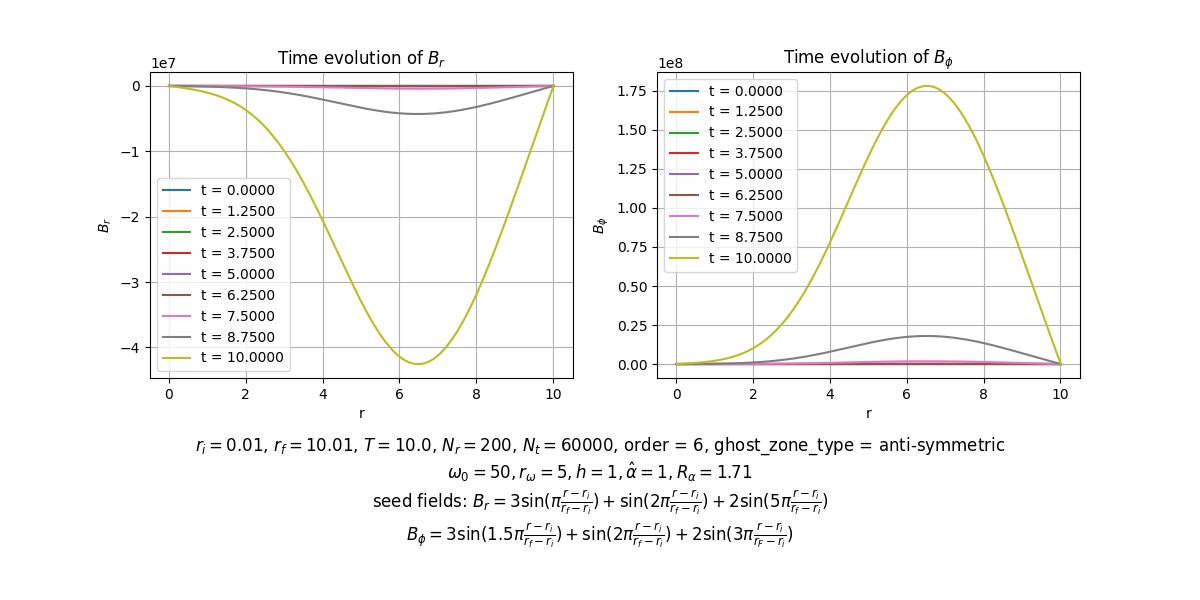 Time evolution of $B_r$
1e7
0
−1
−2
−3
−4
$B_r$
t = 0.0000
t = 1.2500
t = 2.5000
t = 3.7500
t = 5.0000
t = 6.2500
t = 7.5000
t = 8.7500
t = 10.0000
0 2 4 6 8 10
r
Time evolution of $B_\phi$
1e8
1.75
1.50
1.25
1.00
0.75
0.50
0.25
0.00
$B_\phi$
t = 0.0000
t = 1.2500
t = 2.5000
t = 3.7500
t = 5.0000
t = 6.2500
t = 7.5000
t = 8.7500
t = 10.0000
0 2 4 6 8 10
r
$r_i = 0.01$, $r_f = 10.01$, $T = 10.0$, $N_r = 200$, $N_t = 60000$, order = 6, ghost_zone_type = anti-symmetric
$\omega_0 = 50, r_\omega = 5, h = 1, \hat{\alpha} = 1, R_\alpha = 1.71$
seed fields: $B_r = 3\sin(\pi\frac{r-r_i}{r_f-r_i}) + \sin(2\pi\frac{r-r_i}{r_f-r_i}) + 2\sin(5\pi\frac{r-r_i}{r_f-r_i})$
$B_\phi = 3\sin(1.5\pi\frac{r-r_i}{r_f-r_i}) + \sin(2\pi\frac{r-r_i}{r_f-r_i}) + 2\sin(3\pi\frac{r-r_i}{r_F-r_i})$